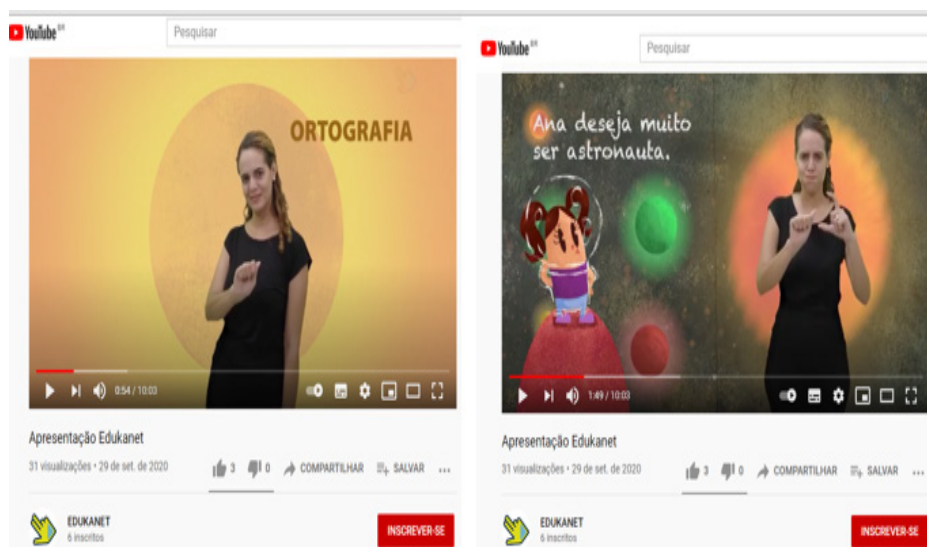 YouTube BR
Pesquisar
ORTOGRAFIA
0:54 / 10:03
Apresentação Edukanet
31 visualizações • 29 de set. de 2020
3
0
COMPARTILHAR
SALVAR
EDUKANET
6 inscritos
INSCREVER-SE
YouTube BR
Pesquisar
Ana deseja muito
ser astronauta.
1:49 / 10:03
Apresentação Edukanet
31 visualizações • 29 de set. de 2020
3
0
COMPARTILHAR
SALVAR
EDUKANET
6 inscritos
INSCREVER-SE